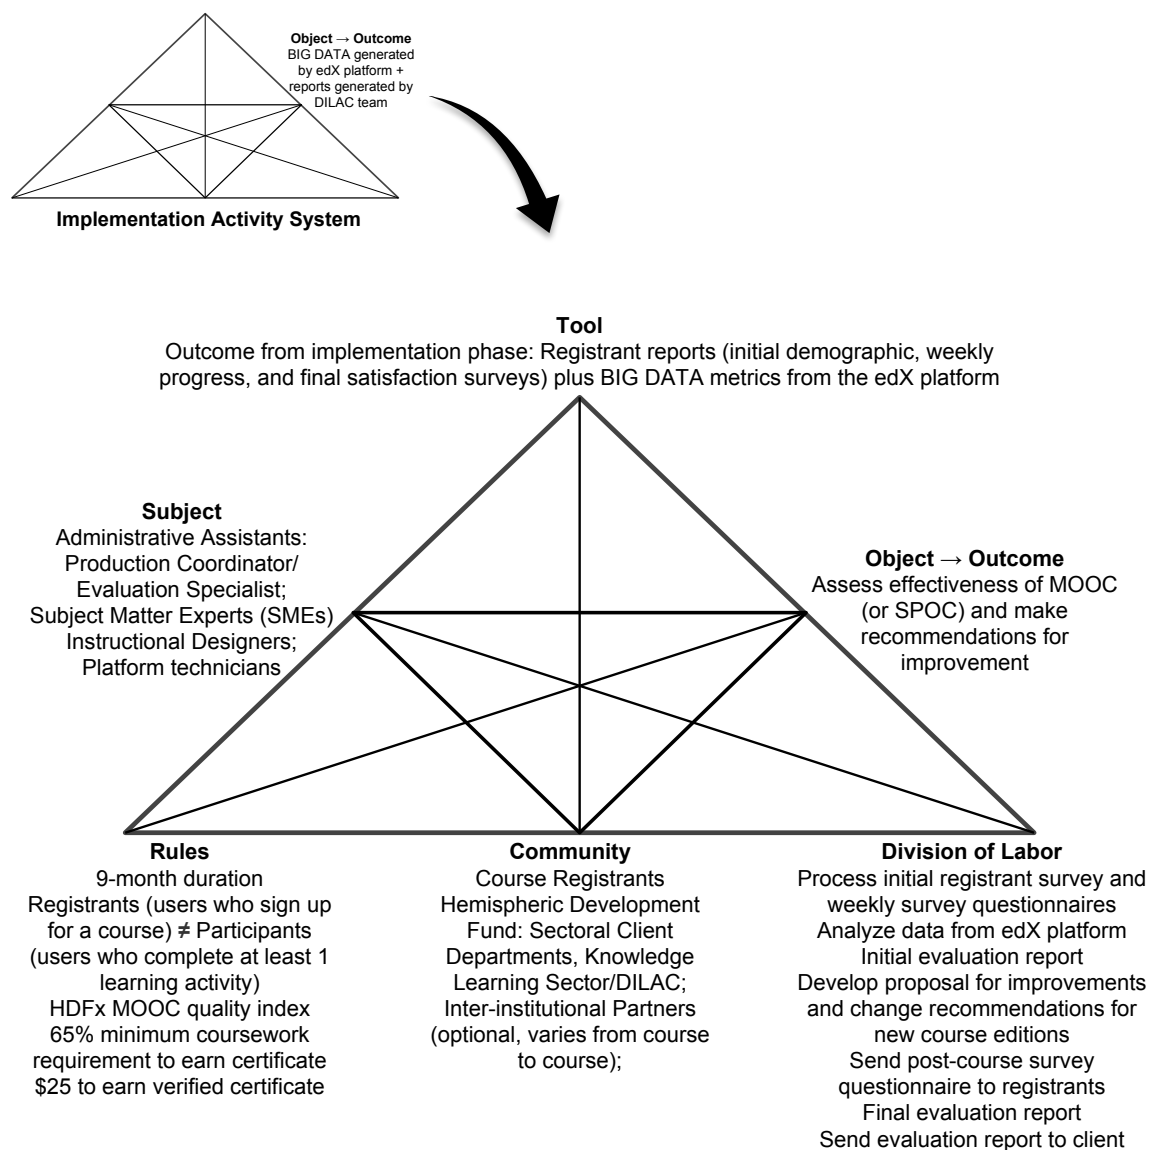 Object → Outcome
BIG DATA generated
by edX platform +
reports generated by
DILAC team
Implementation Activity System
Tool
Outcome from implementation phase: Registrant reports (initial demographic, weekly
progress, and final satisfaction surveys) plus BIG DATA metrics from the edX platform
Subject
Administrative Assistants:
Production Coordinator/
Evaluation Specialist;
Subject Matter Experts (SMEs)
Instructional Designers;
Platform technicians
Object → Outcome
Assess effectiveness of MOOC
(or SPOC) and make
recommendations for
improvement
Rules
9-month duration
Registrants (users who sign up
for a course) ≠ Participants
(users who complete at least 1
learning activity)
HDFx MOOC quality index
65% minimum coursework
requirement to earn certificate
$25 to earn verified certificate
Community
Course Registrants
Hemispheric Development
Fund: Sectoral Client
Departments, Knowledge
Learning Sector/DILAC;
Inter-institutional Partners
(optional, varies from course
to course);
Division of Labor
Process initial registrant survey and
weekly survey questionnaires
Analyze data from edX platform
Initial evaluation report
Develop proposal for improvements
and change recommendations for
new course editions
Send post-course survey
questionnaire to registrants
Final evaluation report
Send evaluation report to client